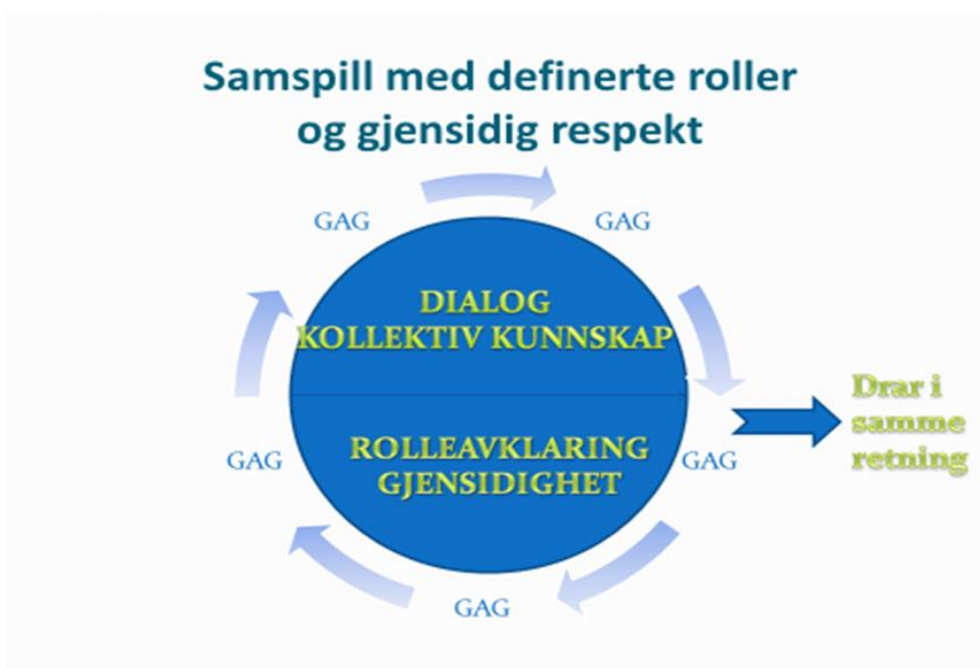 Samspill med definerte roller
og gjensidig respekt
GAG
GAG
DIALOG
KOLLEKTIV KUNNSKAP
Drar i
samme
retning
ROLLEAVKLARING
GJENSIDIGHET
GAG
GAG
GAG